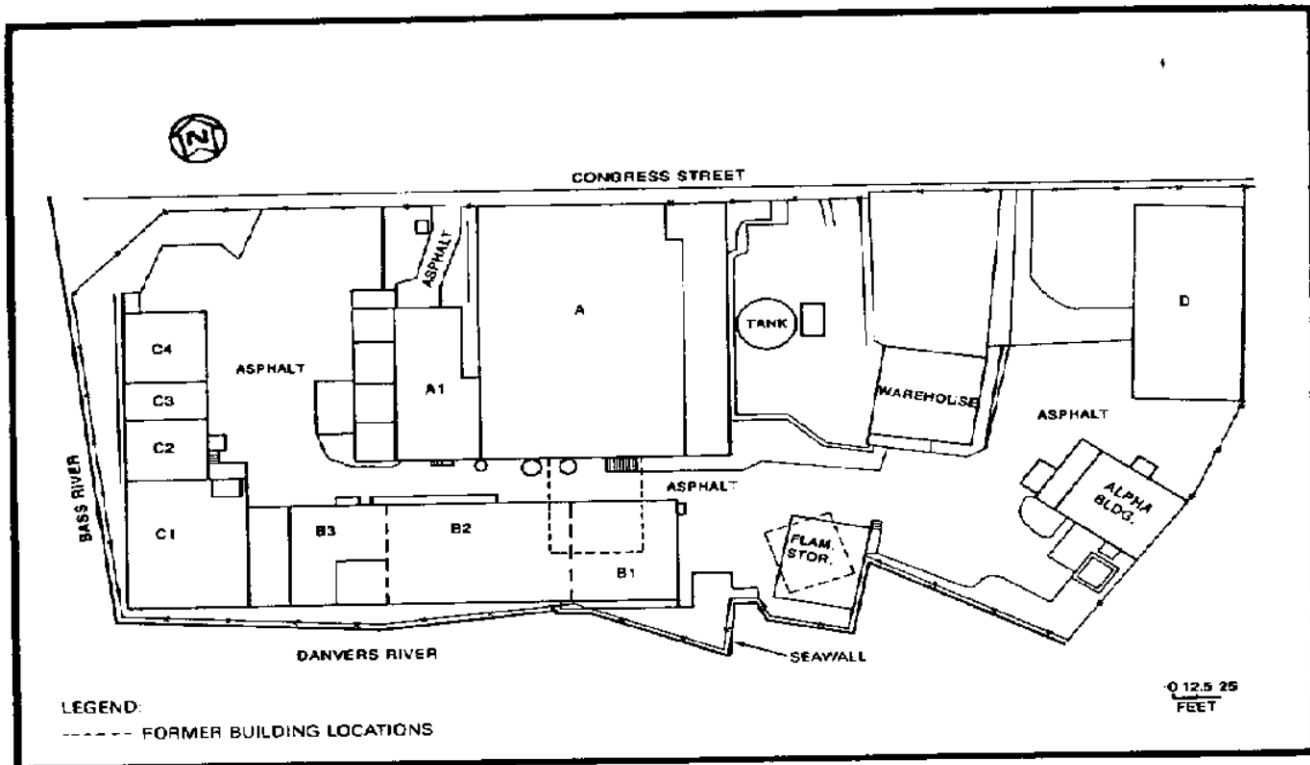 N
CONGRESS STREET
ASPHALT
A
TANK
D
C4
C3
C2
C1
ASPHALT
A1
WAREHOUSE
ASPHALT
BASS RIVER
ASPHALT
B3
B2
B1
FLAM.
STOR.
ALPHA
BLDG.
DANVERS RIVER
SEAWALL
LEGEND:
------ FORMER BUILDING LOCATIONS
0 12.5 25
FEET